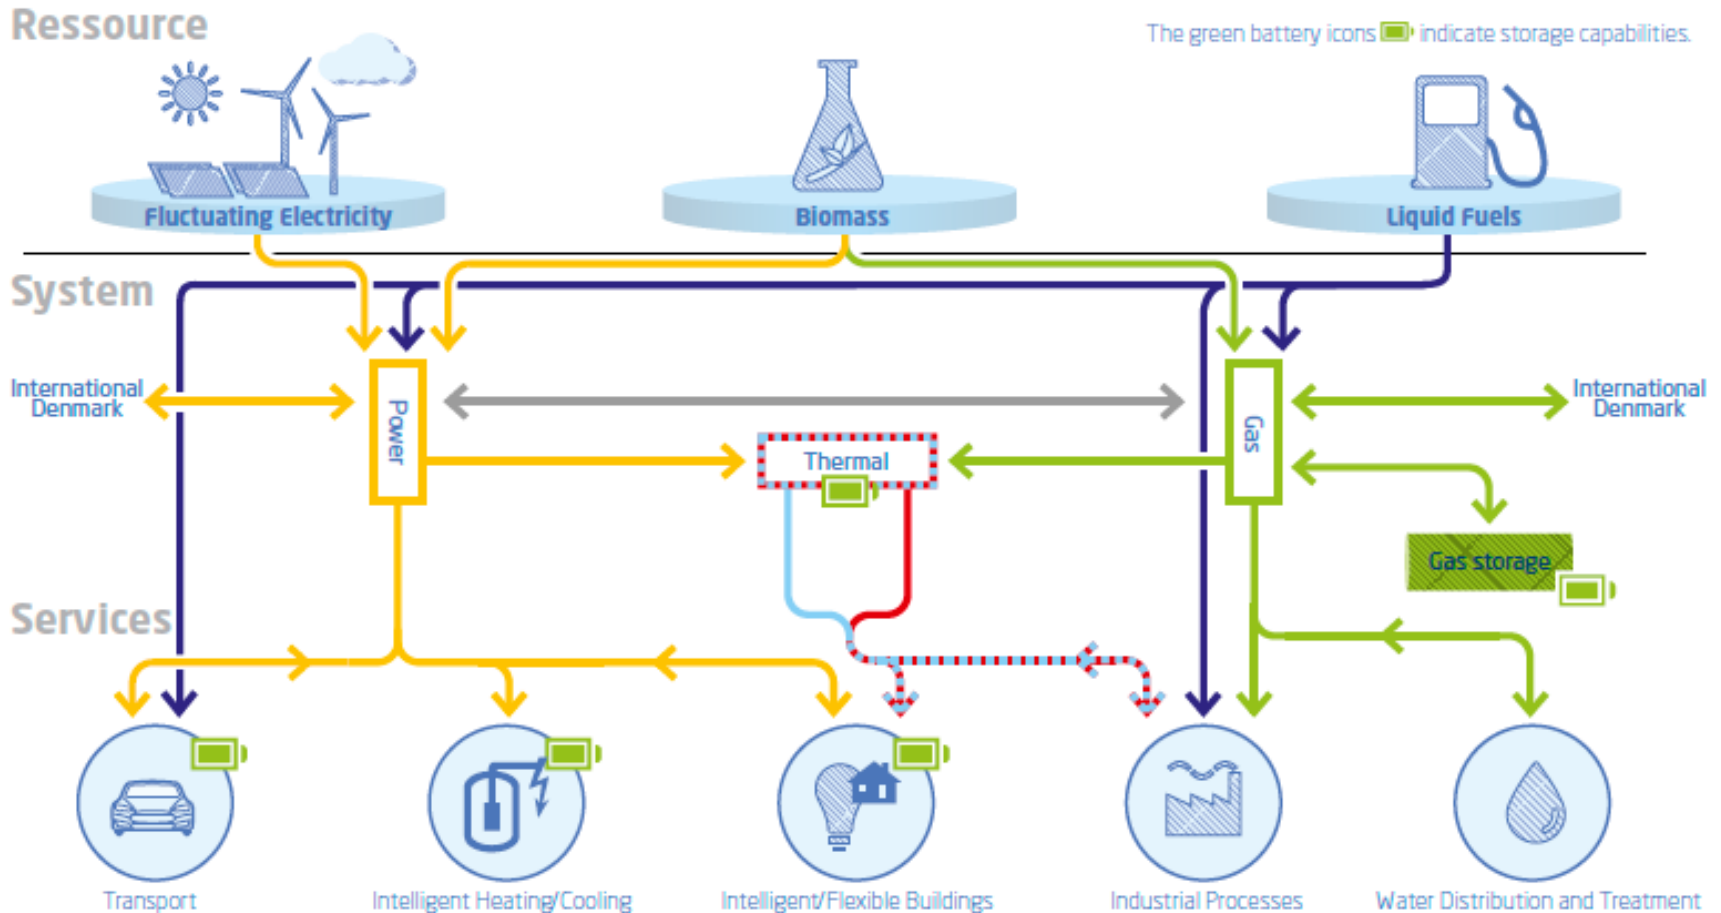 Ressource
The green battery icons indicate storage capabilities.
Fluctuating Electricity
Biomass
Liquid Fuels
System
International
Denmark
Power
Gas
International
Denmark
Thermal
Gas storage
Services
Transport
Intelligent Heating/Cooling
Intelligent/Flexible Buildings
Industrial Processes
Water Distribution and Treatment